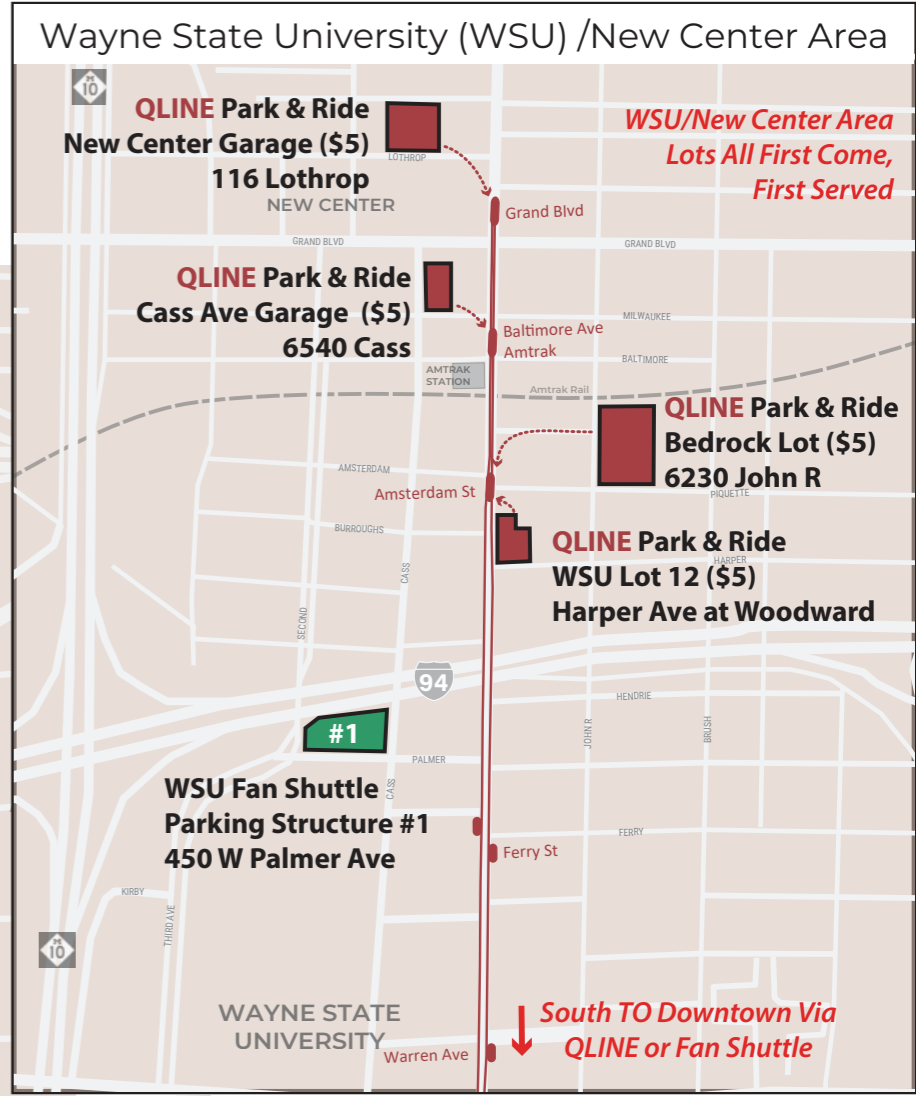 Wayne State University (WSU) /New Center Area
M
10
QLINE Park & Ride
New Center Garage ($5)
116 Lothrop
LOTHROP
NEW CENTER
WSU/New Center Area
Lots All First Come,
First Served
Grand Blvd
GRAND BLVD
GRAND BLVD
QLINE Park & Ride
Cass Ave Garage ($5)
6540 Cass
MILWAUKEE
Baltimore Ave
Amtrak
BALTIMORE
AMTRAK
STATION
Amtrak Rail
QLINE Park & Ride
Bedrock Lot ($5)
6230 John R
AMSTERDAM
Amsterdam St
PIQUETTE
BURROUGHS
QLINE Park & Ride
WSU Lot 12 ($5)
Harper Ave at Woodward
HARPER
CASS
SECOND
94
HENDRIE
JOHN R
BRUSH
#1
PALMER
CASS
WSU Fan Shuttle
Parking Structure #1
450 W Palmer Ave
FERRY
Ferry St
KIRBY
THIRD AVE
M
10
WAYNE STATE
UNIVERSITY
South TO Downtown Via
QLINE or Fan Shuttle
Warren Ave